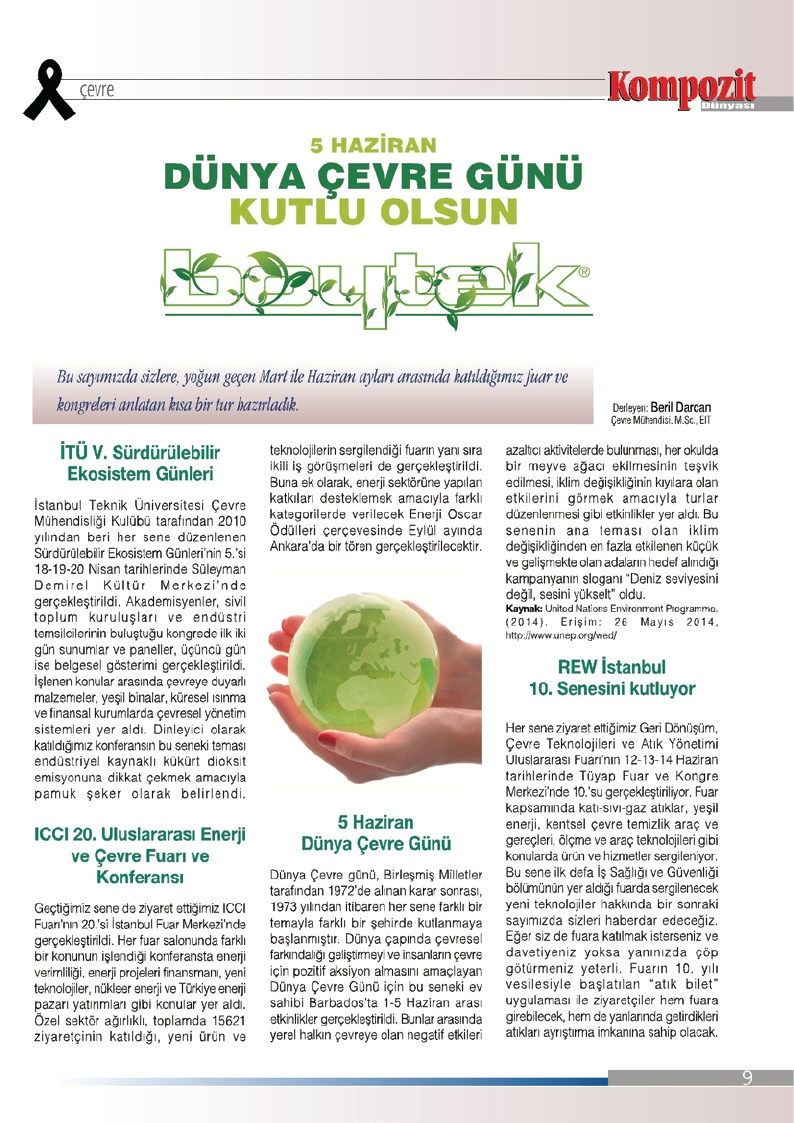 çevre
Kompozit
Dünyası
5 HAZİRAN
DÜNYA ÇEVRE GÜNÜ
KUTLU OLSUN
boytek®
Bu sayımızda sizlere, yoğun geçen Mart ile Haziran ayları arasında katıldığımız fuar ve
kongreleri anlatan kısa bir tur hazırladık.
Derleyen: Beril Darcan
Çevre Mühendisi, M.Sc., EIT
İTÜ V. Sürdürülebilir
Ekosistem Günleri
İstanbul Teknik Üniversitesi Çevre
Mühendisliği Kulübü tarafından 2010
yılından beri her sene düzenlenen
Sürdürülebilir Ekosistem Günleri'nin 5.'si
18-19-20 Nisan tarihlerinde Süleyman
Demirel Kültür Merkezi'nde
gerçekleştirildi. Akademisyenler, sivil
toplum kuruluşları ve endüstri
temsilcilerinin buluştuğu kongrede ilk iki
gün sunumlar ve paneller, üçüncü gün
ise belgesel gösterimi gerçekleştirildi.
İşlenen konular arasında çevreye duyarlı
malzemeler, yeşil binalar, küresel ısınma
ve finansal kurumlarda çevresel yönetim
sistemleri yer aldı. Dinleyici olarak
katıldığımız konferansın bu seneki teması
endüstriyel kaynaklı kükürt dioksit
emisyonuna dikkat çekmek amacıyla
pamuk şeker olarak belirlendi.
ICCI 20. Uluslararası Enerji
ve Çevre Fuarı ve
Konferansı
Geçtiğimiz sene de ziyaret ettiğimiz ICCI
Fuarı'nın 20.'si İstanbul Fuar Merkezi'nde
gerçekleştirildi. Her fuar salonunda farklı
bir konunun işlendiği konferansta enerji
verimliliği, enerji projeleri finansmanı, yeni
teknolojiler, nükleer enerji ve Türkiye enerji
pazarı yatırımları gibi konular yer aldı.
Özel sektör ağırlıklı, toplamda 15621
ziyaretçinin katıldığı, yeni ürün ve
teknolojilerin sergilendiği fuarın yanı sıra
ikili iş görüşmeleri de gerçekleştirildi.
Buna ek olarak, enerji sektörüne yapılan
katkıları desteklemek amacıyla farklı
kategorilerde verilecek Enerji Oscar
Ödülleri çerçevesinde Eylül ayında
Ankara'da bir tören gerçekleştirilecektir.
5 Haziran
Dünya Çevre Günü
Dünya Çevre günü, Birleşmiş Milletler
tarafından 1972'de alınan karar sonrası,
1973 yılından itibaren her sene farklı bir
temayla farklı bir şehirde kutlanmaya
başlanmıştır. Dünya çapında çevresel
farkındalığı geliştirmeyi ve insanların çevre
için pozitif aksiyon almasını amaçlayan
Dünya Çevre Günü için bu seneki ev
sahibi Barbados'ta 1-5 Haziran arası
etkinlikler gerçekleştirildi. Bunlar arasında
yerel halkın çevreye olan negatif etkileri
azaltıcı aktivitelerde bulunması, her okulda
bir meyve ağacı ekilmesinin teşvik
edilmesi, iklim değişikliğinin kıyılara olan
etkilerini görmek amacıyla turlar
düzenlenmesi gibi etkinlikler yer aldı. Bu
senenin ana teması olan iklim
değişikliğinden en fazla etkilenen küçük
ve gelişmekte olan adaların hedef alındığı
kampanyanın sloganı "Deniz seviyesini
değil, sesini yükselt" oldu.
Kaynak: United Nations Environment Programme.
(2014). Erişim: 26 Mayıs 2014,
http://www.unep.org/wed/
REW İstanbul
10. Senesini kutluyor
Her sene ziyaret ettiğimiz Geri Dönüşüm,
Çevre Teknolojileri ve Atık Yönetimi
Uluslararası Fuarı'nın 12-13-14 Haziran
tarihlerinde Tüyap Fuar ve Kongre
Merkezi'nde 10.'su gerçekleştiriliyor. Fuar
kapsamında katı-sıvı-gaz atıklar, yeşil
enerji, kentsel çevre temizlik araç ve
gereçleri, ölçme ve araç teknolojileri gibi
konularda ürün ve hizmetler sergileniyor.
Bu sene ilk defa İş Sağlığı ve Güvenliği
bölümünün yer aldığı fuarda sergilenecek
yeni teknolojiler hakkında bir sonraki
sayımızda sizleri haberdar edeceğiz.
Eğer siz de fuara katılmak isterseniz ve
davetiyeniz yoksa yanınızda çöp
götürmeniz yeterli. Fuarın 10. yılı
vesilesiyle başlatılan "atık bilet"
uygulaması ile ziyaretçiler hem fuara
girebilecek, hem de yanlarında getirdikleri
atıkları ayrıştırma imkanına sahip olacak.
9